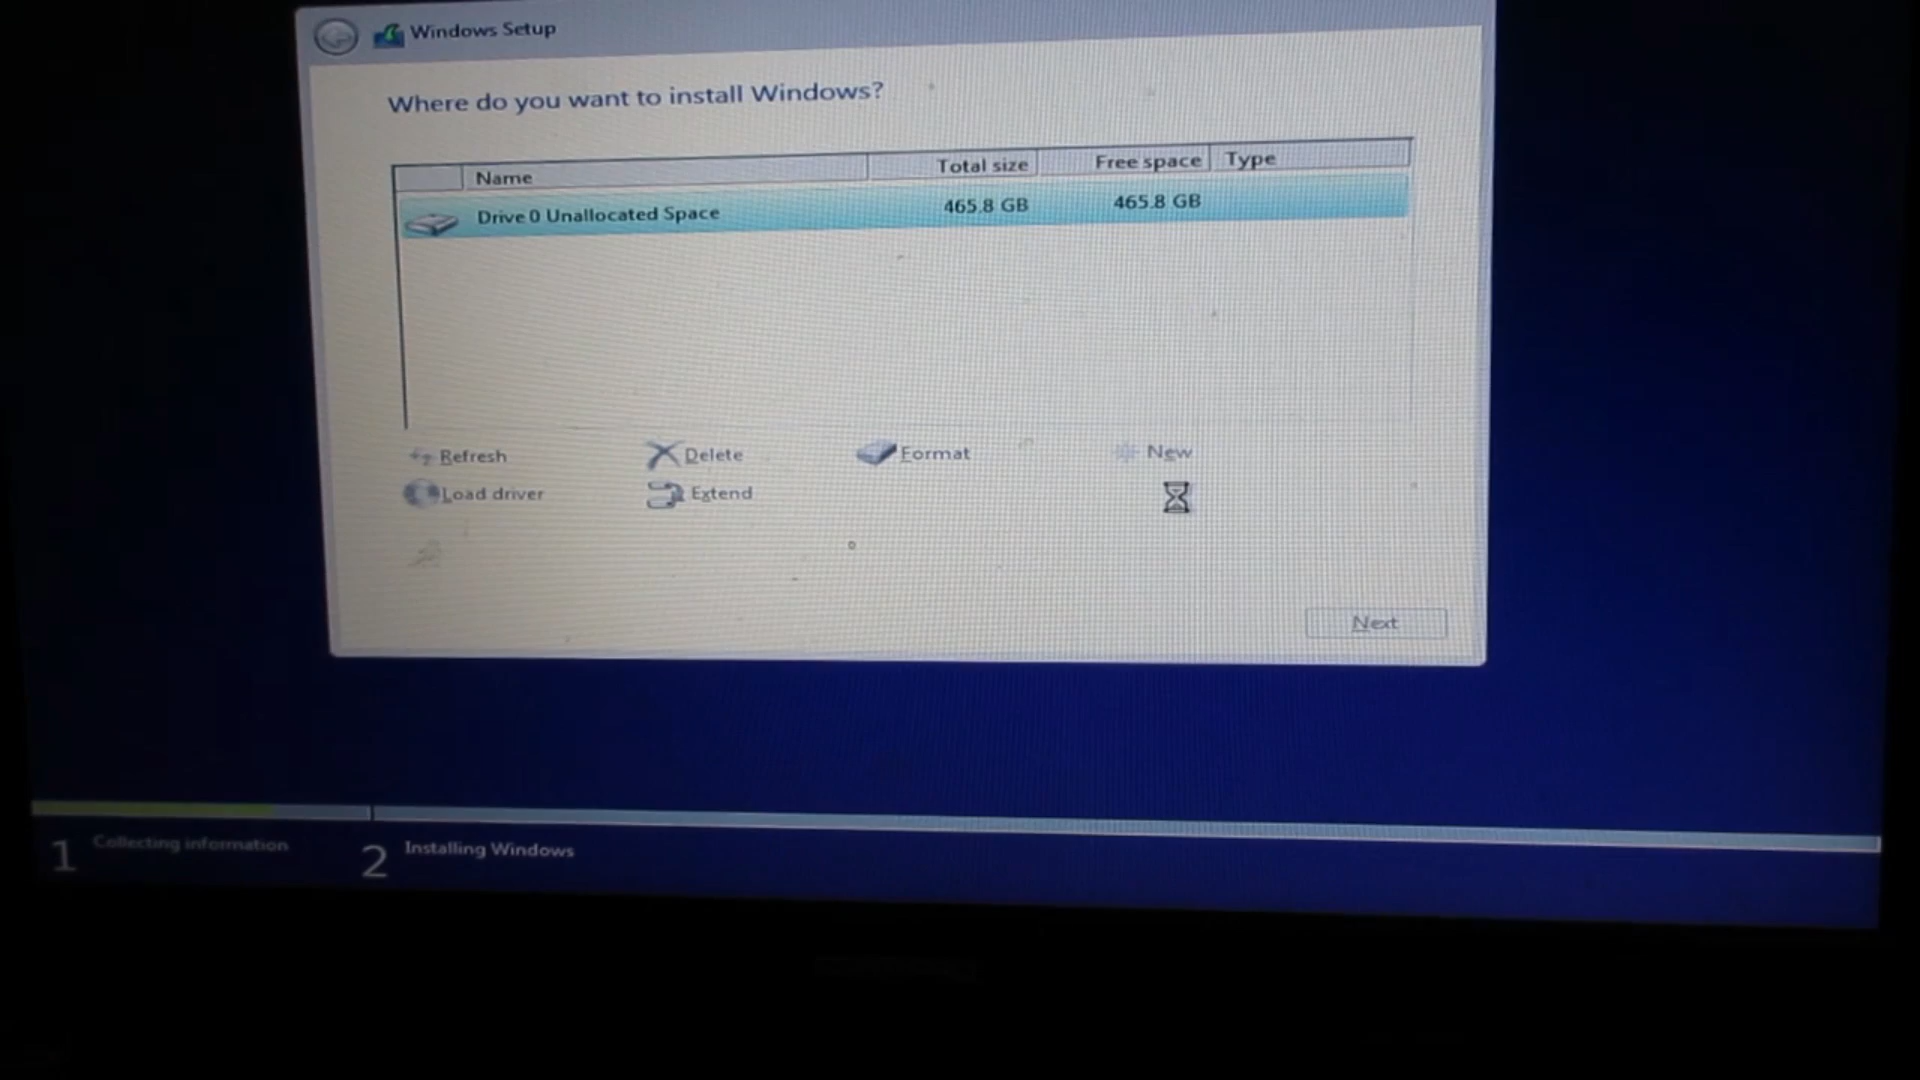 Windows Setup
Where do you want to install Windows?
Name Total size Free space Type
Drive 0 Unallocated Space 465.8 GB 465.8 GB
Refresh Delete Format New
Load driver Extend
Next
1 Collecting information 2 Installing Windows